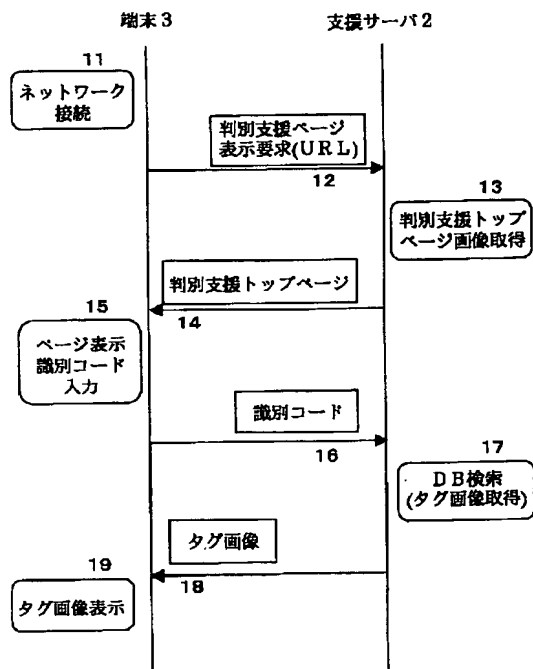 端末3
支援サーバ2
11
ネットワーク
接続
判別支援ページ
表示要求(URL)
12
13
判別支援トップ
ページ画像取得
判別支援トップページ
14
15
ページ表示
識別コード
入力
識別コード
16
17
DB検索
(タグ画像取得)
タグ画像
18
19
タグ画像表示